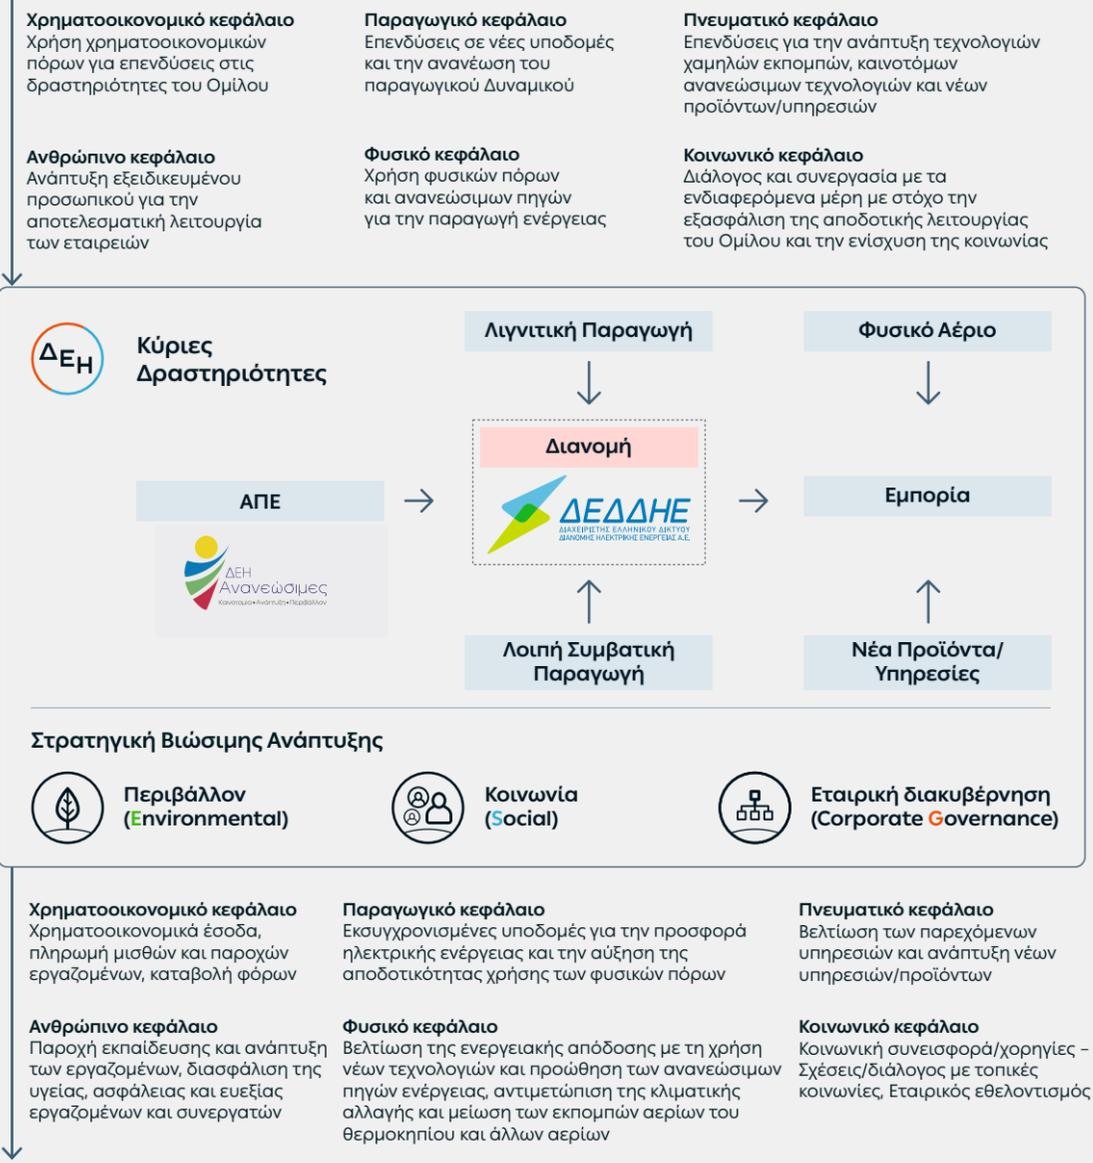 Χρηματοοικονομικό κεφάλαιο
Χρήση χρηματοοικονομικών
πόρων για επενδύσεις στις
δραστηριότητες του Ομίλου
Παραγωγικό κεφάλαιο
Επενδύσεις σε νέες υποδομές
και την ανανέωση του
παραγωγικού Δυναμικού
Πνευματικό κεφάλαιο
Επενδύσεις για την ανάπτυξη τεχνολογιών
χαμηλών εκπομπών, καινοτόμων
ανανεώσιμων τεχνολογιών και νέων
προϊόντων/υπηρεσιών
Ανθρώπινο κεφάλαιο
Ανάπτυξη εξειδικευμένου
προσωπικού για την
αποτελεσματική λειτουργία
των εταιρειών
Φυσικό κεφάλαιο
Χρήση φυσικών πόρων
και ανανεώσιμων πηγών
για την παραγωγή ενέργειας
Κοινωνικό κεφάλαιο
Διάλογος και συνεργασία με τα
ενδιαφερόμενα μέρη με στόχο την
εξασφάλιση της αποδοτικής λειτουργίας
του Ομίλου και την ενίσχυση της κοινωνίας
ΔΕΗ
Κύριες
Δραστηριότητες
Λιγνιτική Παραγωγή
Φυσικό Αέριο
ΑΠΕ
ΔΕΗ
Ανανεώσιμες
Καινοτομία•Ανάπτυξη•Περιβάλλον
Διανομή
ΔΕΔΔΗΕ
ΔΙΑΧΕΙΡΙΣΤΗΣ ΕΛΛΗΝΙΚΟΥ ΔΙΚΤΥΟΥ
ΔΙΑΝΟΜΗΣ ΗΛΕΚΤΡΙΚΗΣ ΕΝΕΡΓΕΙΑΣ Α.Ε.
Εμπορία
Λοιπή Συμβατική
Παραγωγή
Νέα Προϊόντα/
Υπηρεσίες
Στρατηγική Βιώσιμης Ανάπτυξης
Περιβάλλον
(Environmental)
Κοινωνία
(Social)
Εταιρική διακυβέρνηση
(Corporate Governance)
Χρηματοοικονομικό κεφάλαιο
Χρηματοοικονομικά έσοδα,
πληρωμή μισθών και παροχών
εργαζομένων, καταβολή φόρων
Παραγωγικό κεφάλαιο
Εκσυγχρονισμένες υποδομές για την προσφορά
ηλεκτρικής ενέργειας και την αύξηση της
αποδοτικότητας χρήσης των φυσικών πόρων
Πνευματικό κεφάλαιο
Βελτίωση των παρεχόμενων
υπηρεσιών και ανάπτυξη νέων
υπηρεσιών/προϊόντων
Ανθρώπινο κεφάλαιο
Παροχή εκπαίδευσης και ανάπτυξη
των εργαζομένων, διασφάλιση της
υγείας, ασφάλειας και ευεξίας
εργαζομένων και συνεργατών
Φυσικό κεφάλαιο
Βελτίωση της ενεργειακής απόδοσης με τη χρήση
νέων τεχνολογιών και προώθηση των ανανεώσιμων
πηγών ενέργειας, αντιμετώπιση της κλιματικής
αλλαγής και μείωση των εκπομπών αερίων του
θερμοκηπίου και άλλων αερίων
Κοινωνικό κεφάλαιο
Κοινωνική συνεισφορά/χορηγίες –
Σχέσεις/διάλογος με τοπικές
κοινωνίες, Εταιρικός εθελοντισμός